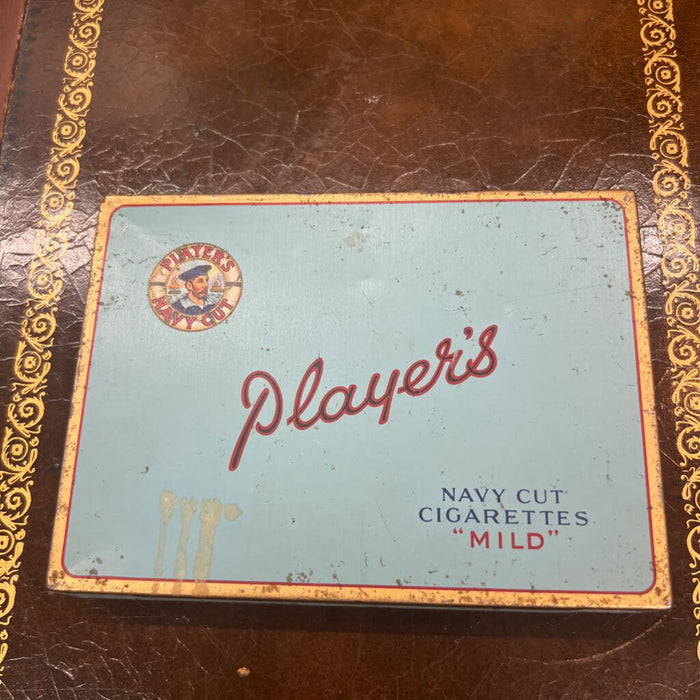 PLAYER'S
NAVY CUT
Player's
NAVY CUT
CIGARETTES
"MILD"